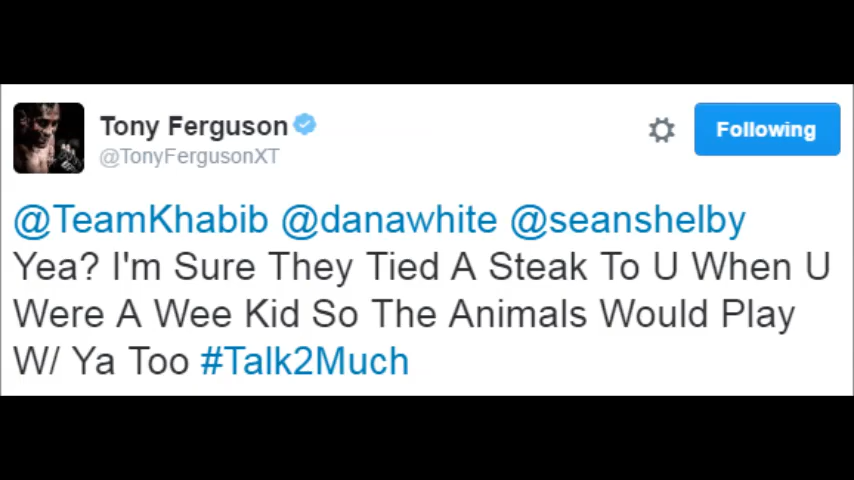 Tony Ferguson
@TonyFergusonXT
Following
@TeamKhabib @danawhite @seanshelby
Yea? I'm Sure They Tied A Steak To U When U
Were A Wee Kid So The Animals Would Play
W/ Ya Too #Talk2Much